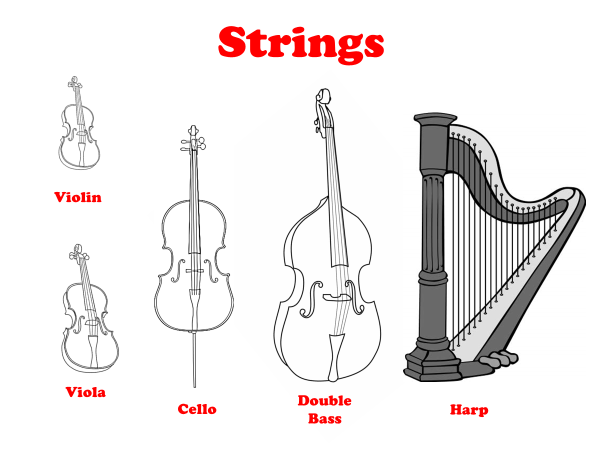 Strings
Violin
Viola
Cello
Double
Bass
Harp